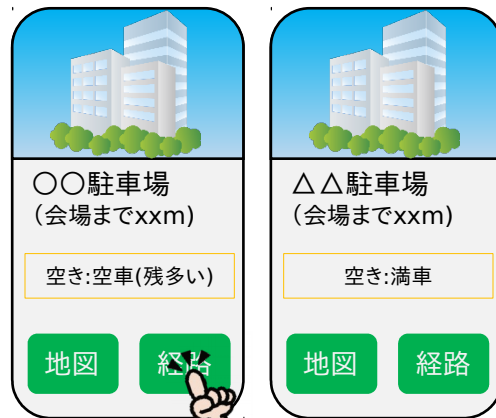 〇〇駐車場
（会場までxxm）
空き:空車(残多い)
地図
経路
△△駐車場
（会場までxxm）
空き:満車
地図
経路